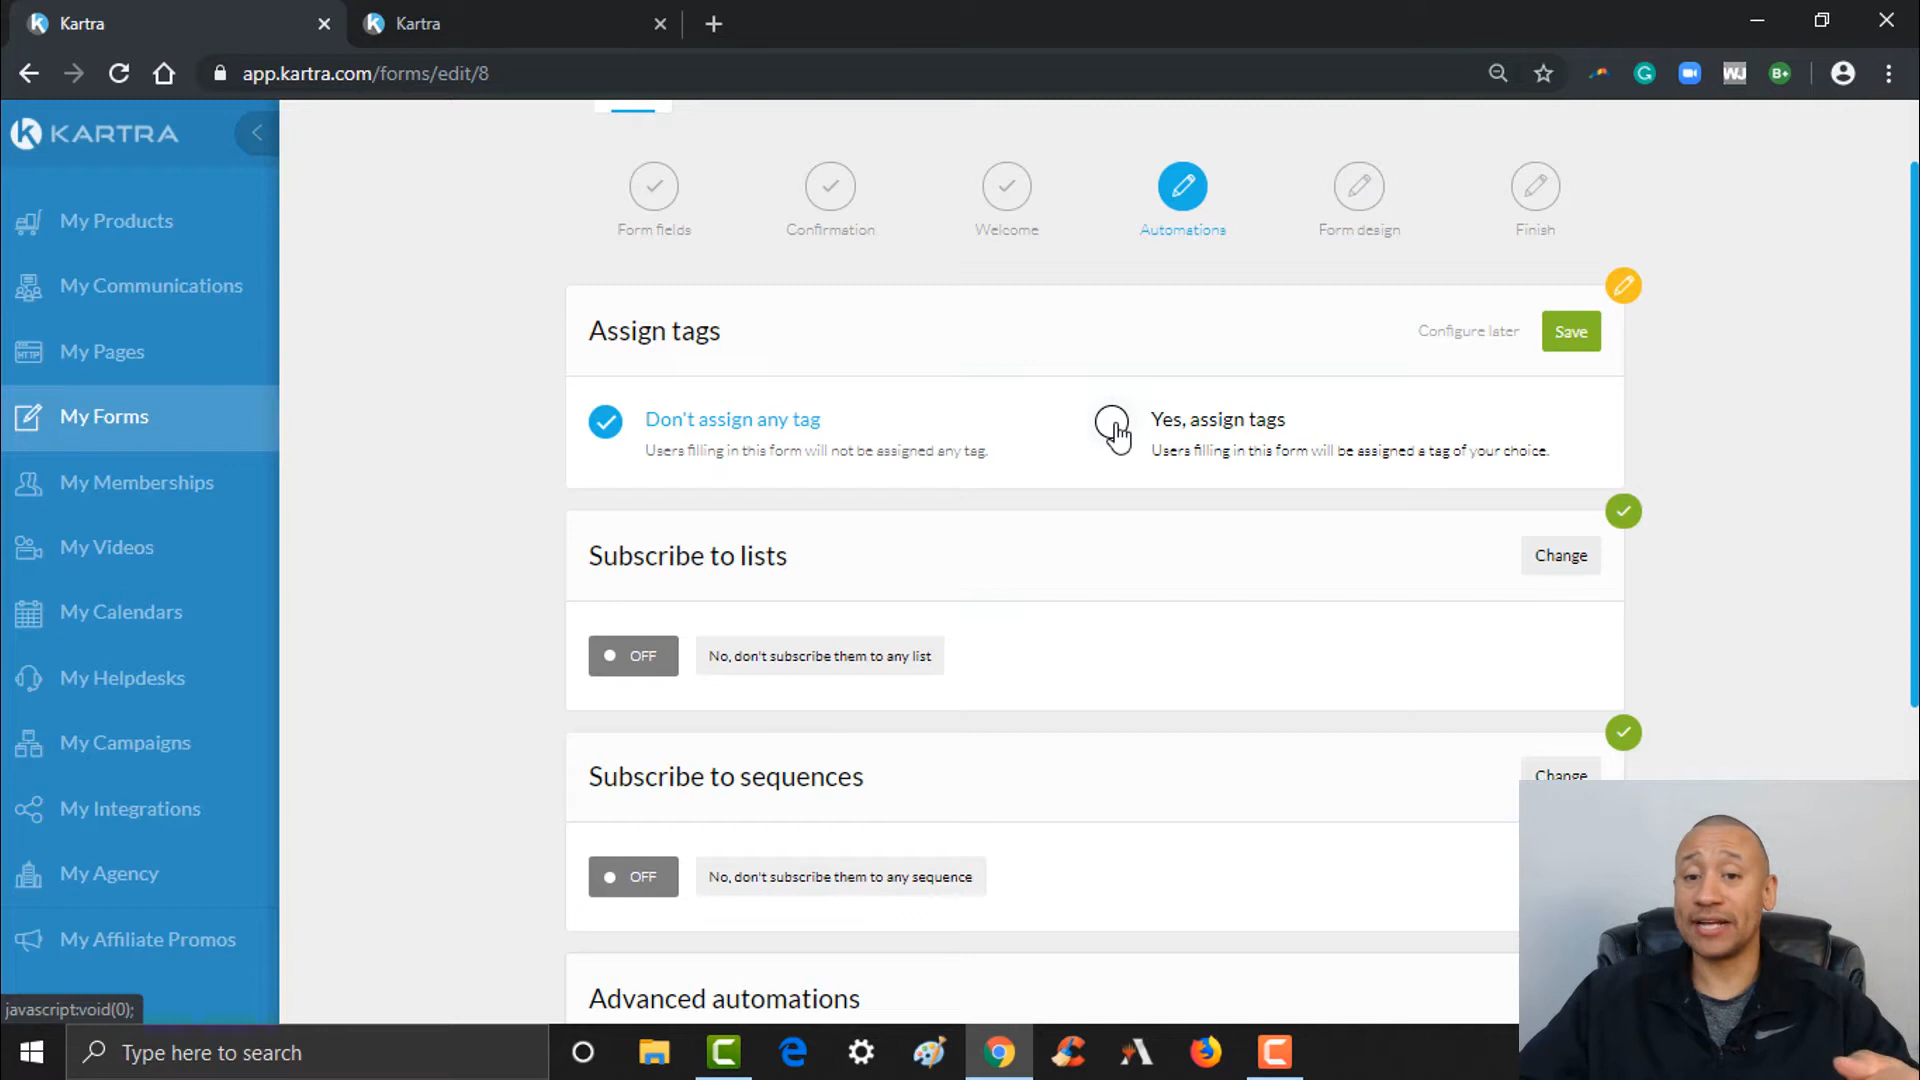 Kartra
Kartra
app.kartra.com/forms/edit/8
WJ
B+
KARTRA
My Products
My Communications
My Pages
My Forms
My Memberships
My Videos
My Calendars
My Helpdesks
My Campaigns
My Integrations
My Agency
My Affiliate Promos
HTTP
Form fields
Confirmation
Welcome
Automations
Form design
Finish
Assign tags
Configure later
Save
Don't assign any tag
Users filling in this form will not be assigned any tag.
Yes, assign tags
Users filling in this form will be assigned a tag of your choice.
Subscribe to lists
Change
OFF
No, don't subscribe them to any list
Subscribe to sequences
Change
OFF
No, don't subscribe them to any sequence
Advanced automations
javascript:void(0);
Type here to search